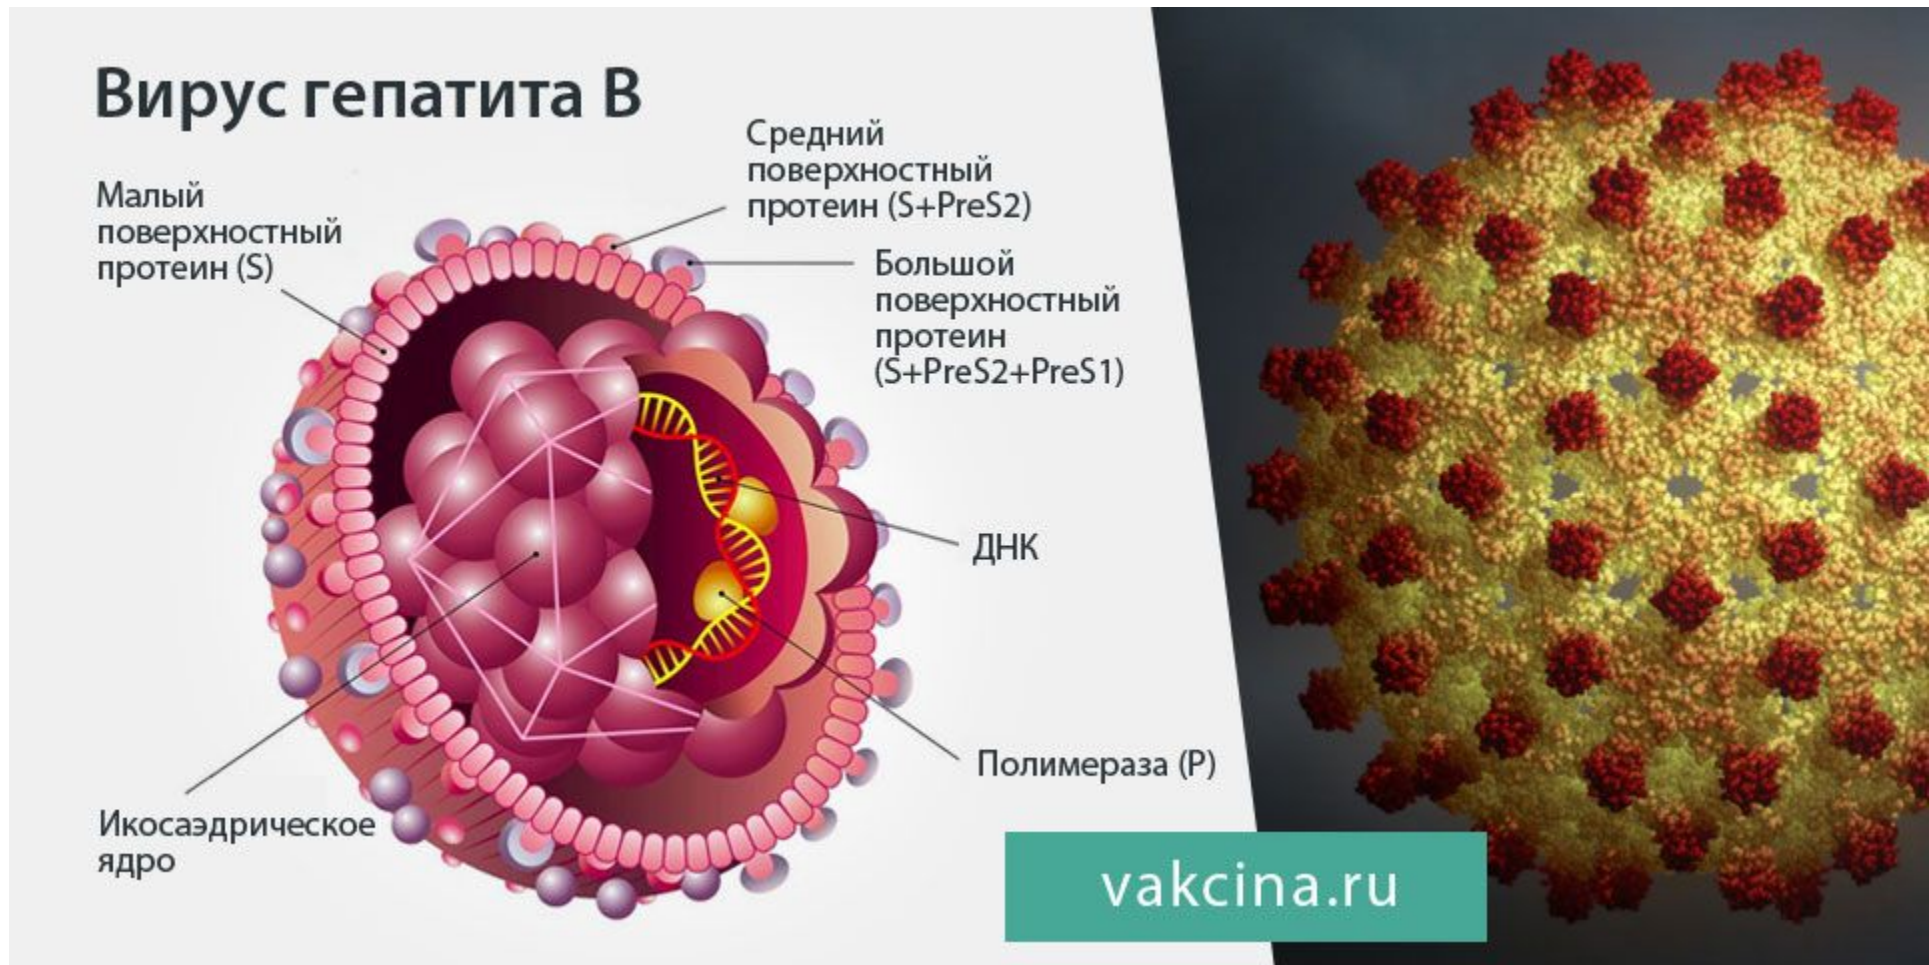 Вирус гепатита В
Средний
поверхностный
протеин (S+PreS2)
Малый
поверхностный
протеин (S)
Большой
поверхностный
протеин
(S+PreS2+PreS1)
ДНК
Полимераза (P)
Икосаэдрическое
ядро
vakcina.ru